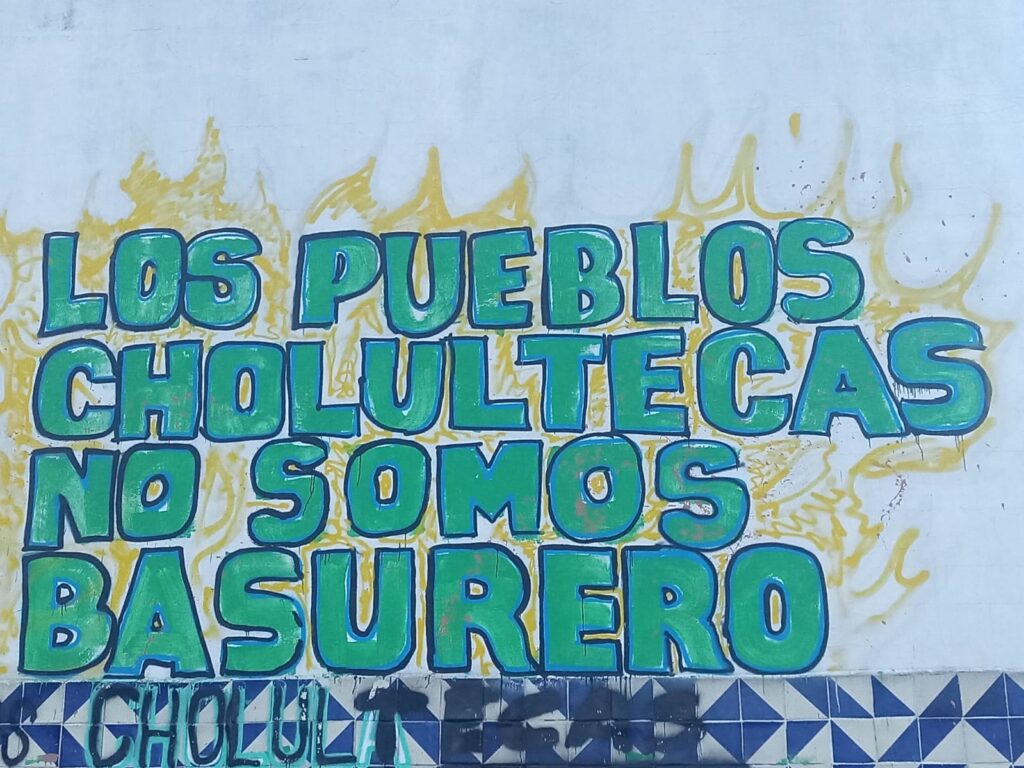 LOS PUEBLOS
CHOLULTECAS
NO SOMOS
BASURERO
CHOLULTECAS